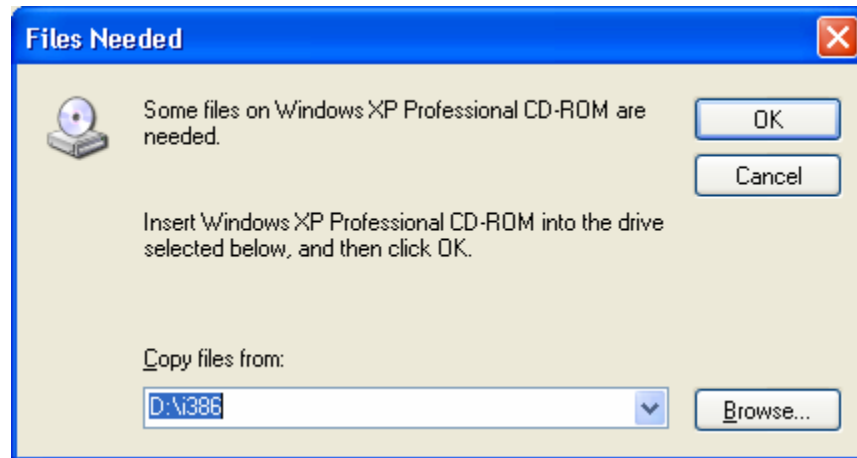 Files Needed
Some files on Windows XP Professional CD-ROM are
needed.
OK
Cancel
Insert Windows XP Professional CD-ROM into the drive
selected below, and then click OK.
Copy files from:
D:\i386
Browse...